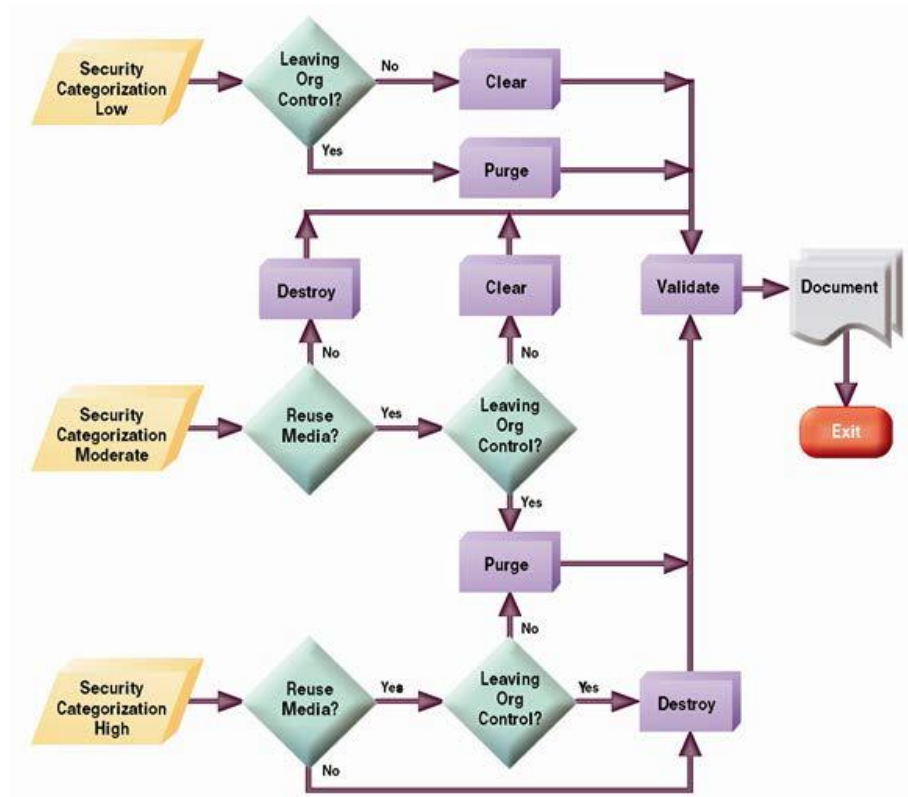 Security
Categorization
Low
Leaving
Org
Control?
No
Clear
Yes
Purge
Destroy
Clear
Validate
Document
No
No
Security
Categorization
Moderate
Reuse
Media?
Yes
Leaving
Org
Control?
Exit
Yes
Purge
No
Security
Categorization
High
Reuse
Media?
Yes
Leaving
Org
Control?
Yes
Destroy
No